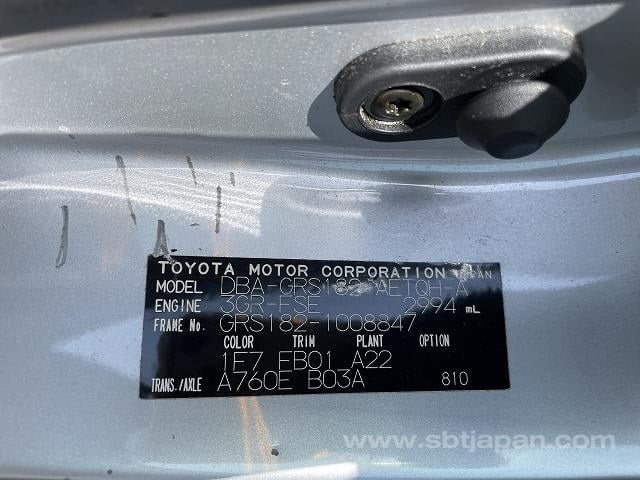 TOYOTA MOTOR CORPORATION JAPAN
MODEL DBA-GRS182-AETQH-A
ENGINE 3GR-FSE 2994 mL
FRAME No. GRS182-1008847
COLOR TRIM PLANT OPTION
1F7 FB01 A22
TRANS./AXLE A760E B03A 810
www.sbtjapan.com